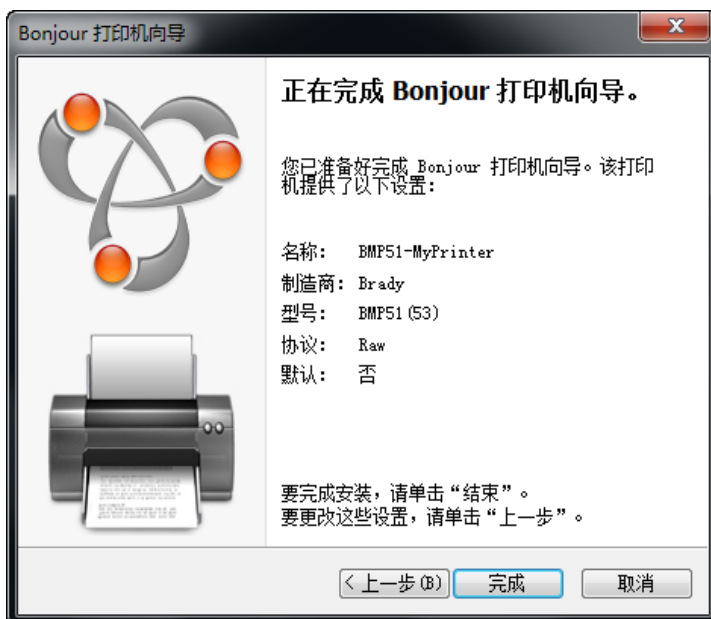 Bonjour 打印机向导
正在完成 Bonjour 打印机向导。
您已准备好完成 Bonjour 打印机向导。该打印
机提供了以下设置：
名称： BMP51-MyPrinter
制造商： Brady
型号： BMP51(53)
协议： Raw
默认： 否
要完成安装，请单击“结束”。
要更改这些设置，请单击“上一步”。
< 上一步(B) 完成 取消